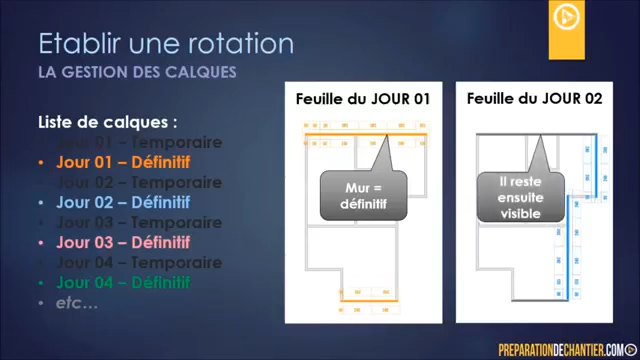 Etablir une rotation
LA GESTION DES CALQUES
Liste de calques :
Jour 01 – Temporaire
• Jour 01 – Définitif
Jour 02 – Temporaire
• Jour 02 – Définitif
Jour 03 – Temporaire
• Jour 03 – Définitif
Jour 04 – Temporaire
• Jour 04 – Définitif
• etc…
Feuille du JOUR 01
Mur =
définitif
Feuille du JOUR 02
Il reste
ensuite
visible
PREPARATIONDECHANTIER.COM